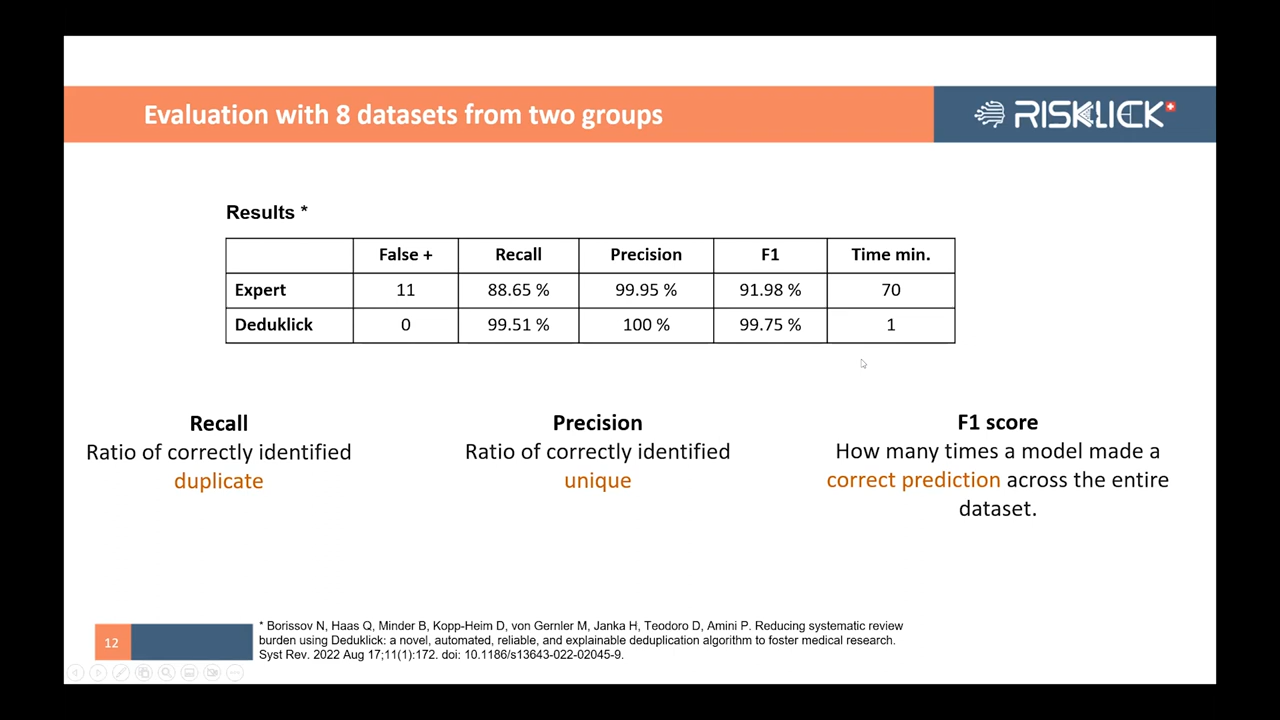 Evaluation with 8 datasets from two groups
RISKLICK
Results *
False + Recall Precision F1 Time min.
Expert 11 88.65 % 99.95 % 91.98 % 70
Deduklick 0 99.51 % 100 % 99.75 % 1
Recall
Ratio of correctly identified
duplicate
Precision
Ratio of correctly identified
unique
F1 score
How many times a model made a
correct prediction across the entire
dataset.
12
* Borissov N, Haas Q, Minder B, Kopp-Heim D, von Gernler M, Janka H, Teodoro D, Amini P. Reducing systematic review
burden using Deduklick: a novel, automated, reliable, and explainable deduplication algorithm to foster medical research.
Syst Rev. 2022 Aug 17;11(1):172. doi: 10.1186/s13643-022-02045-9.